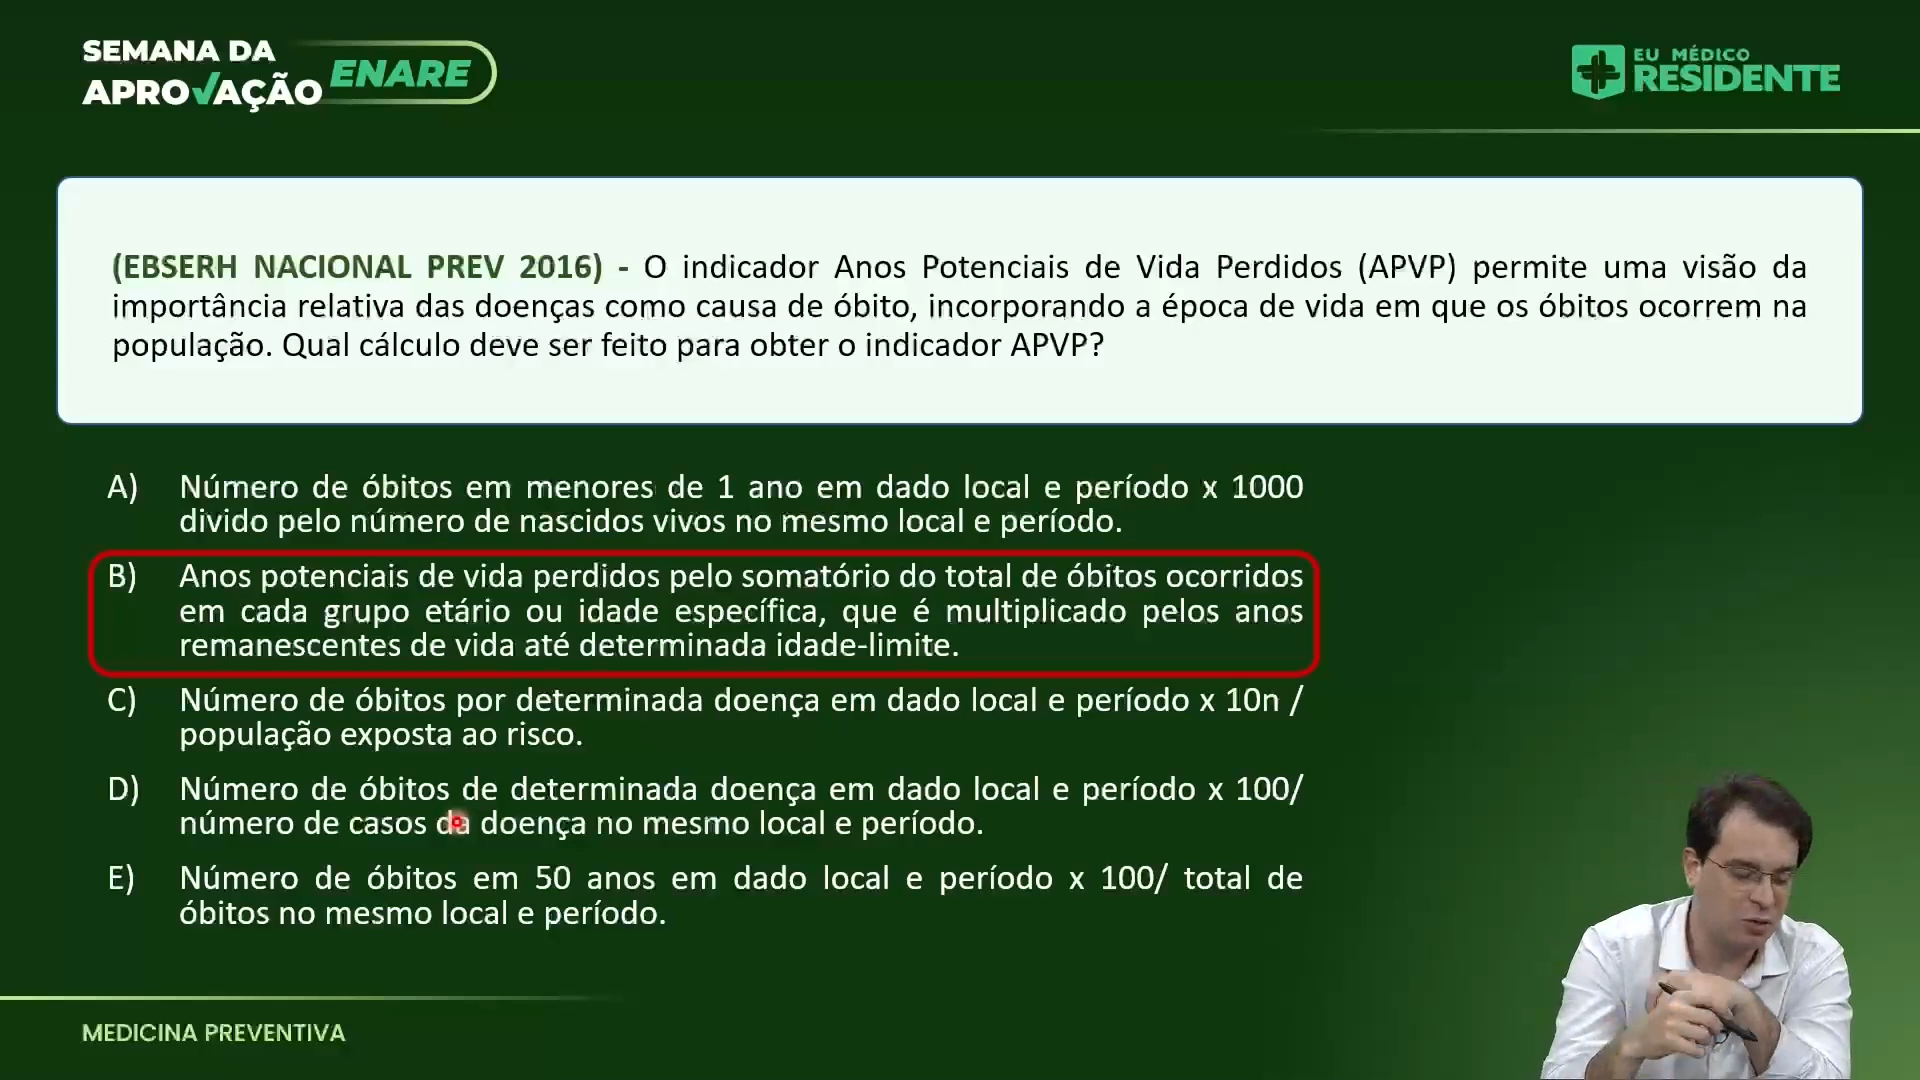 SEMANA DA
APROVAÇÃO ENARE
EU MÉDICO
RESIDENTE
(EBSERH NACIONAL PREV 2016) - O indicador Anos Potenciais de Vida Perdidos (APVP) permite uma visão da
importância relativa das doenças como causa de óbito, incorporando a época de vida em que os óbitos ocorrem na
população. Qual cálculo deve ser feito para obter o indicador APVP?
A) Número de óbitos em menores de 1 ano em dado local e período x 1000
divido pelo número de nascidos vivos no mesmo local e período.
B) Anos potenciais de vida perdidos pelo somatório do total de óbitos ocorridos
em cada grupo etário ou idade específica, que é multiplicado pelos anos
remanescentes de vida até determinada idade-limite.
C) Número de óbitos por determinada doença em dado local e período x 10n /
população exposta ao risco.
D) Número de óbitos de determinada doença em dado local e período x 100/
número de casos da doença no mesmo local e período.
E) Número de óbitos em 50 anos em dado local e período x 100/ total de
óbitos no mesmo local e período.
MEDICINA PREVENTIVA